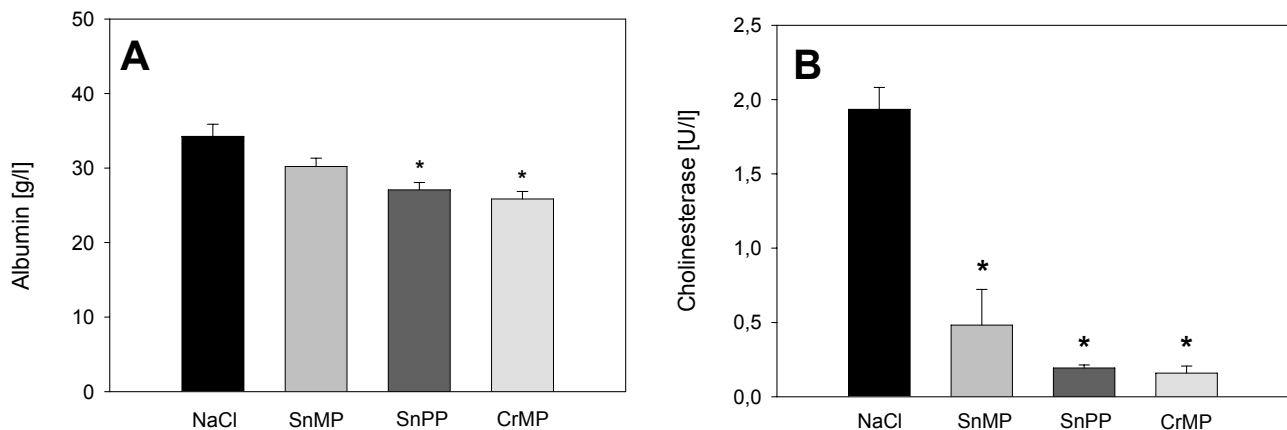 A
Albumin [g/l]
50
40
30
20
10
0
*
*
NaCl SnMP SnPP CrMP
B
Cholinesterase [U/l]
2,5
2,0
1,5
1,0
0,5
0,0
*
*
*
NaCl SnMP SnPP CrMP